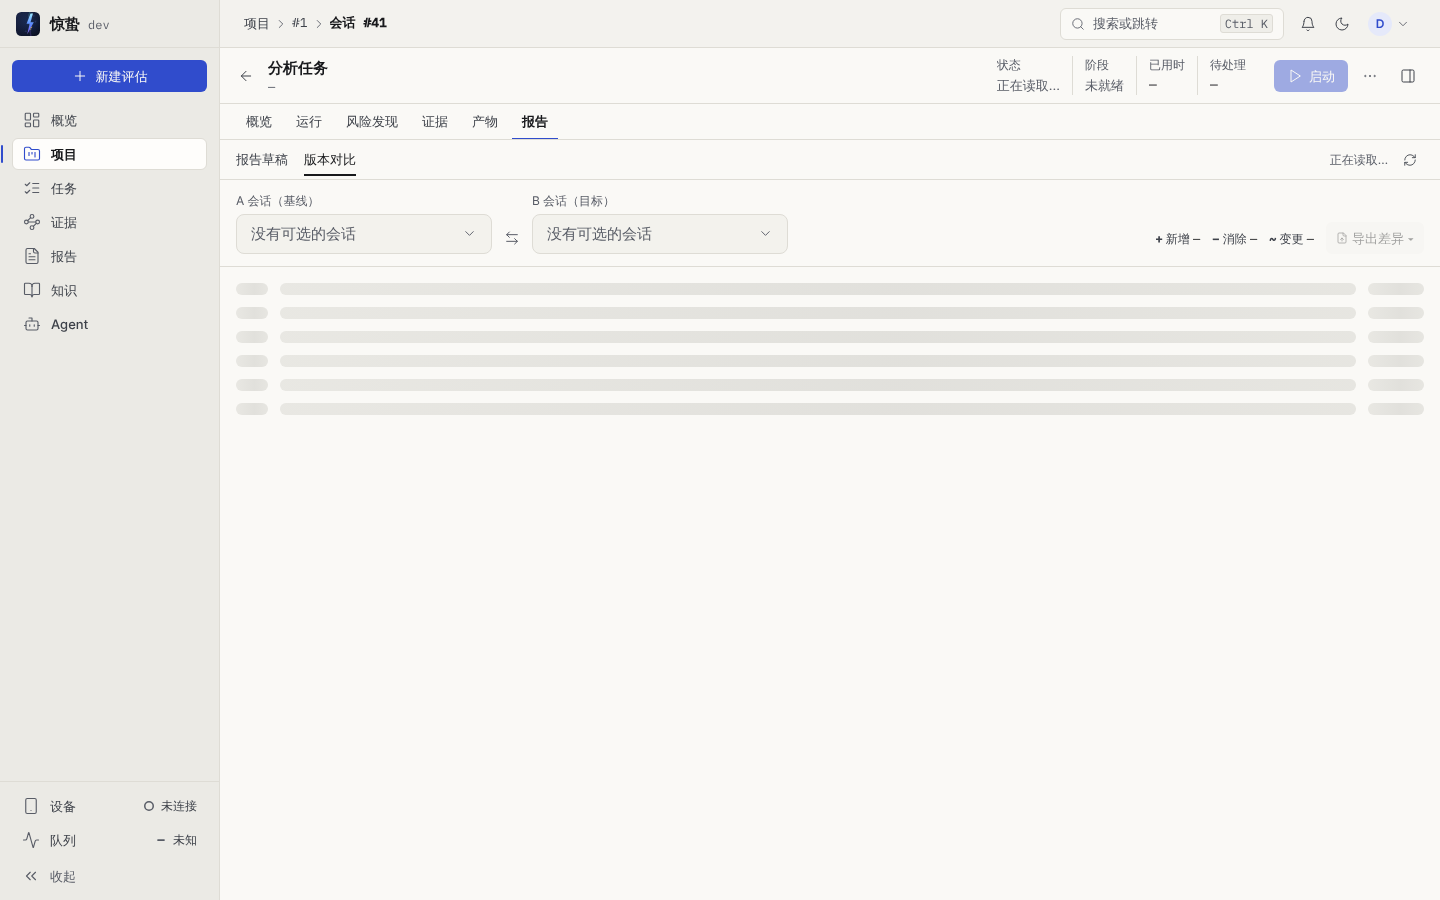 惊蛰 dev
项目 #1 会话 #41
搜索或跳转 Ctrl K
D
新建评估
概览
项目
任务
证据
报告
知识
Agent
设备 未连接
队列 – 未知
收起
分析任务
–
状态
正在读取...
阶段
未就绪
已用时
–
待处理
–
启动
概览 运行 风险发现 证据 产物 报告
报告草稿 版本对比
正在读取...
A 会话（基线）
没有可选的会话
B 会话（目标）
没有可选的会话
+ 新增 – − 消除 – ~ 变更 –
导出差异